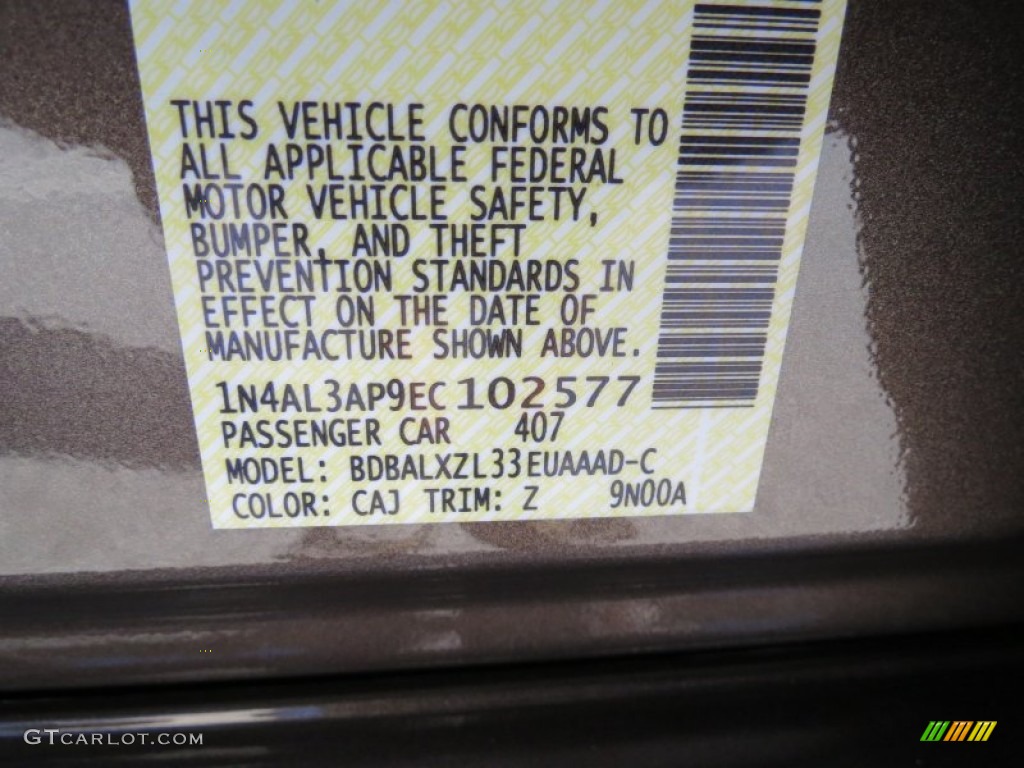 THIS VEHICLE CONFORMS TO
ALL APPLICABLE FEDERAL
MOTOR VEHICLE SAFETY,
BUMPER, AND THEFT
PREVENTION STANDARDS IN
EFFECT ON THE DATE OF
MANUFACTURE SHOWN ABOVE.
1N4AL3AP9EC102577
PASSENGER CAR 407
MODEL: BDBALXZL33EUAAAD-C
COLOR: CAJ TRIM: Z 9N00A
GTCARLOT.COM